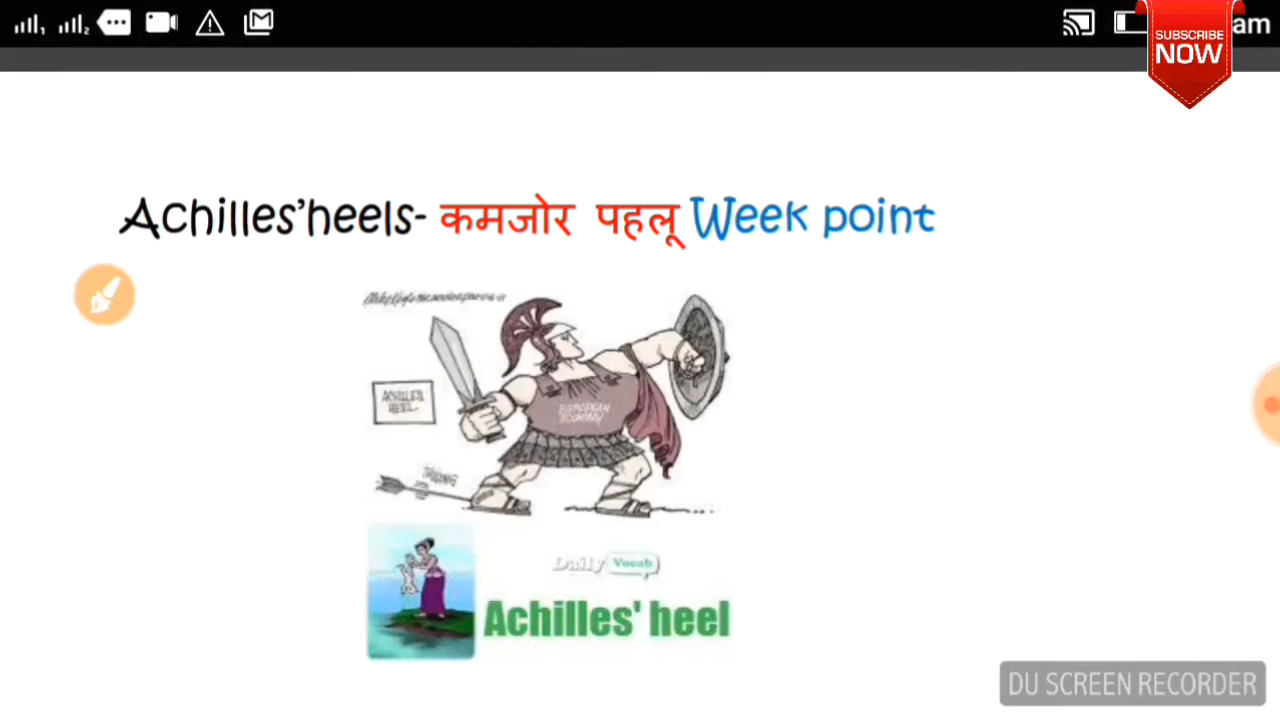 SUBSCRIBE
NOW
am
Achilles'heels- कमजोर पहलू Week point
ACHILLES
HEEL
EUROPEAN
ECONOMY
Daily Vocab
Achilles' heel
DU SCREEN RECORDER